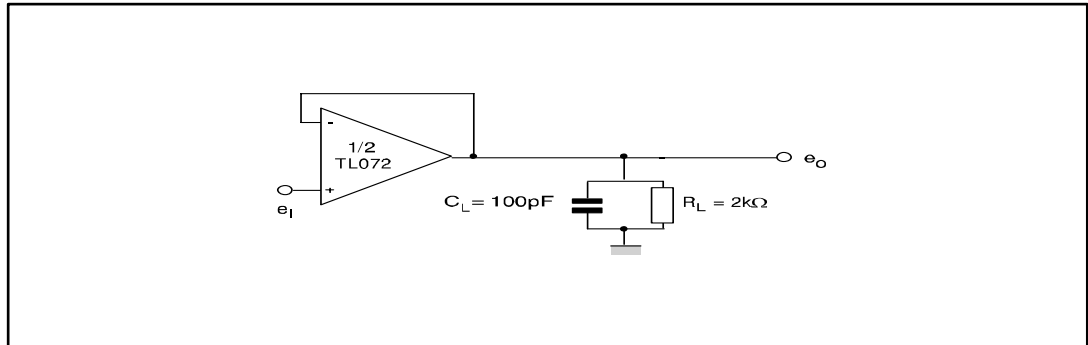 -
1/2
TL072
+
e_I
e_o
C_L= 100pF
R_L = 2kΩ